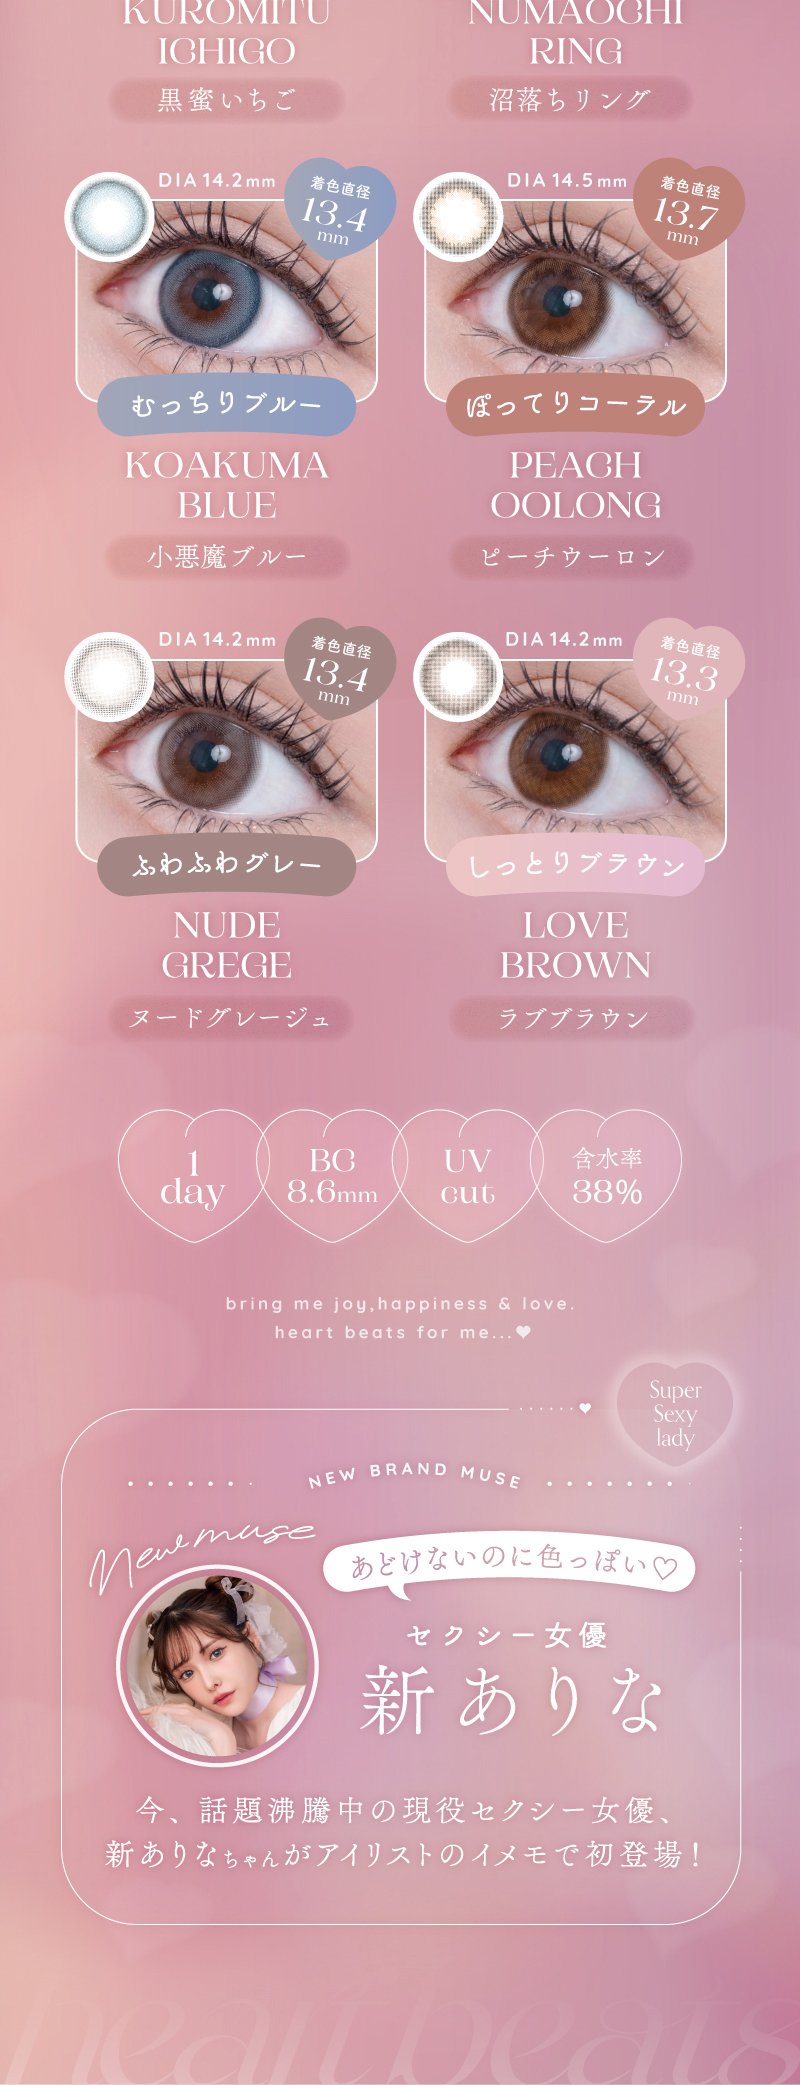 KUROMITU
ICHIGO
黒蜜いちご
NUMAOCHI
RING
沼落ちリング
DIA 14.2mm
着色直径
13.4
mm
むっちりブルー
KOAKUMA
BLUE
小悪魔ブルー
DIA 14.5mm
着色直径
13.7
mm
ぽってりコーラル
PEACH
OOLONG
ピーチウーロン
DIA 14.2mm
着色直径
13.4
mm
ふわふわグレー
NUDE
GREGE
ヌードグレージュ
DIA 14.2mm
着色直径
13.3
mm
しっとりブラウン
LOVE
BROWN
ラブブラウン
1
day
BC
8.6mm
UV
cut
含水率
38%
bring me joy,happiness & love.
heart beats for me...♥
Super
Sexy
lady
NEW BRAND MUSE
New muse
あどけないのに色っぽい♡
セクシー女優
新ありな
今、話題沸騰中の現役セクシー女優、
新ありなちゃんがアイリストのイメモで初登場！
heart beats